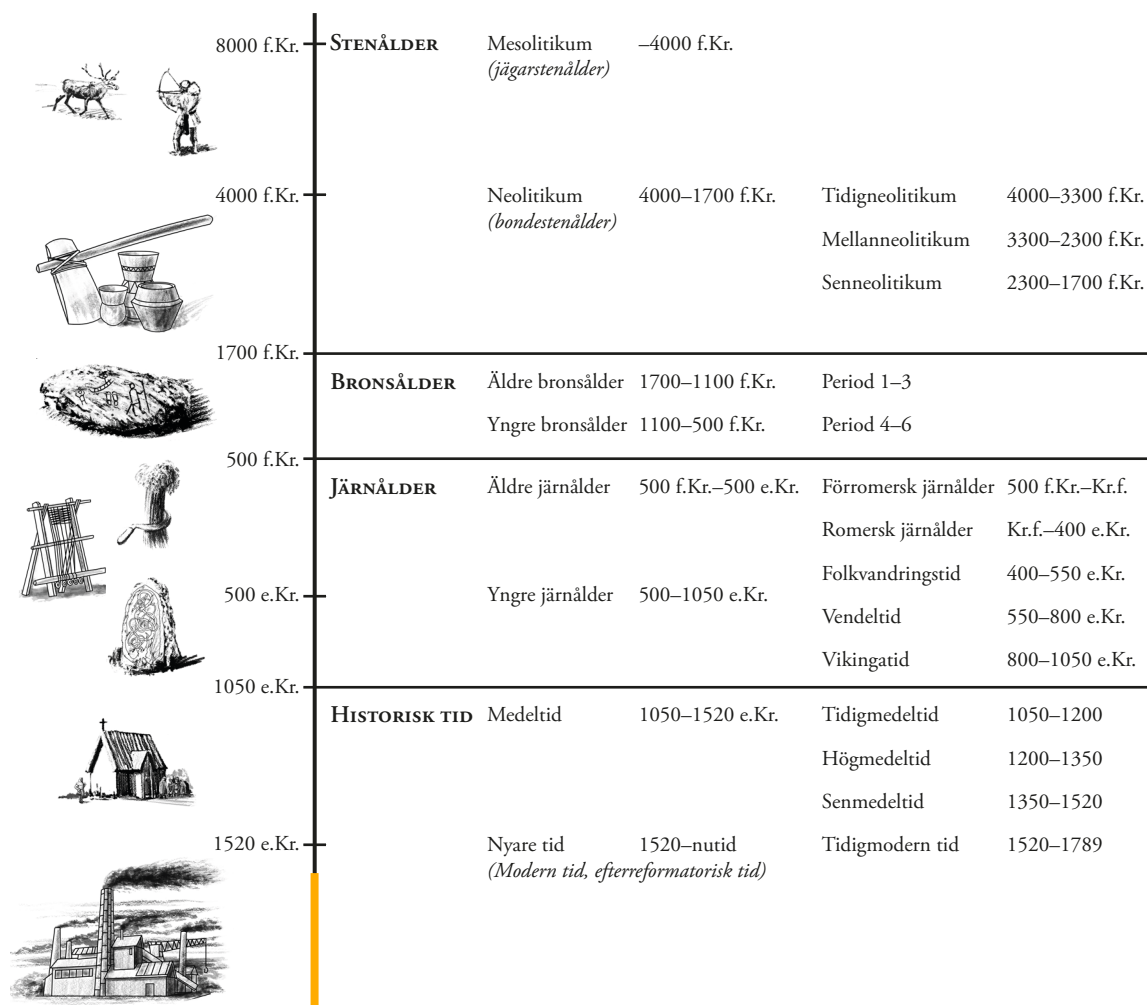 8000 f.Kr. STENÅLDER Mesolitikum –4000 f.Kr.
(jägarstenålder)
4000 f.Kr. Neolitikum 4000–1700 f.Kr. Tidigneolitikum 4000–3300 f.Kr.
(bondestenålder)
Mellanneolitikum 3300–2300 f.Kr.
Senneolitikum 2300–1700 f.Kr.
1700 f.Kr.
BRONSÅLDER Äldre bronsålder 1700–1100 f.Kr. Period 1–3
Yngre bronsålder 1100–500 f.Kr. Period 4–6
500 f.Kr.
JÄRNÅLDER Äldre järnålder 500 f.Kr.–500 e.Kr. Förromersk järnålder 500 f.Kr.–Kr.f.
Romersk järnålder Kr.f.–400 e.Kr.
Folkvandringstid 400–550 e.Kr.
500 e.Kr. Yngre järnålder 500–1050 e.Kr.
Vendeltid 550–800 e.Kr.
Vikingatid 800–1050 e.Kr.
1050 e.Kr.
HISTORISK TID Medeltid 1050–1520 e.Kr. Tidigmedeltid 1050–1200
Högmedeltid 1200–1350
Senmedeltid 1350–1520
1520 e.Kr. Nyare tid 1520–nutid Tidigmodern tid 1520–1789
(Modern tid, efterreformatorisk tid)